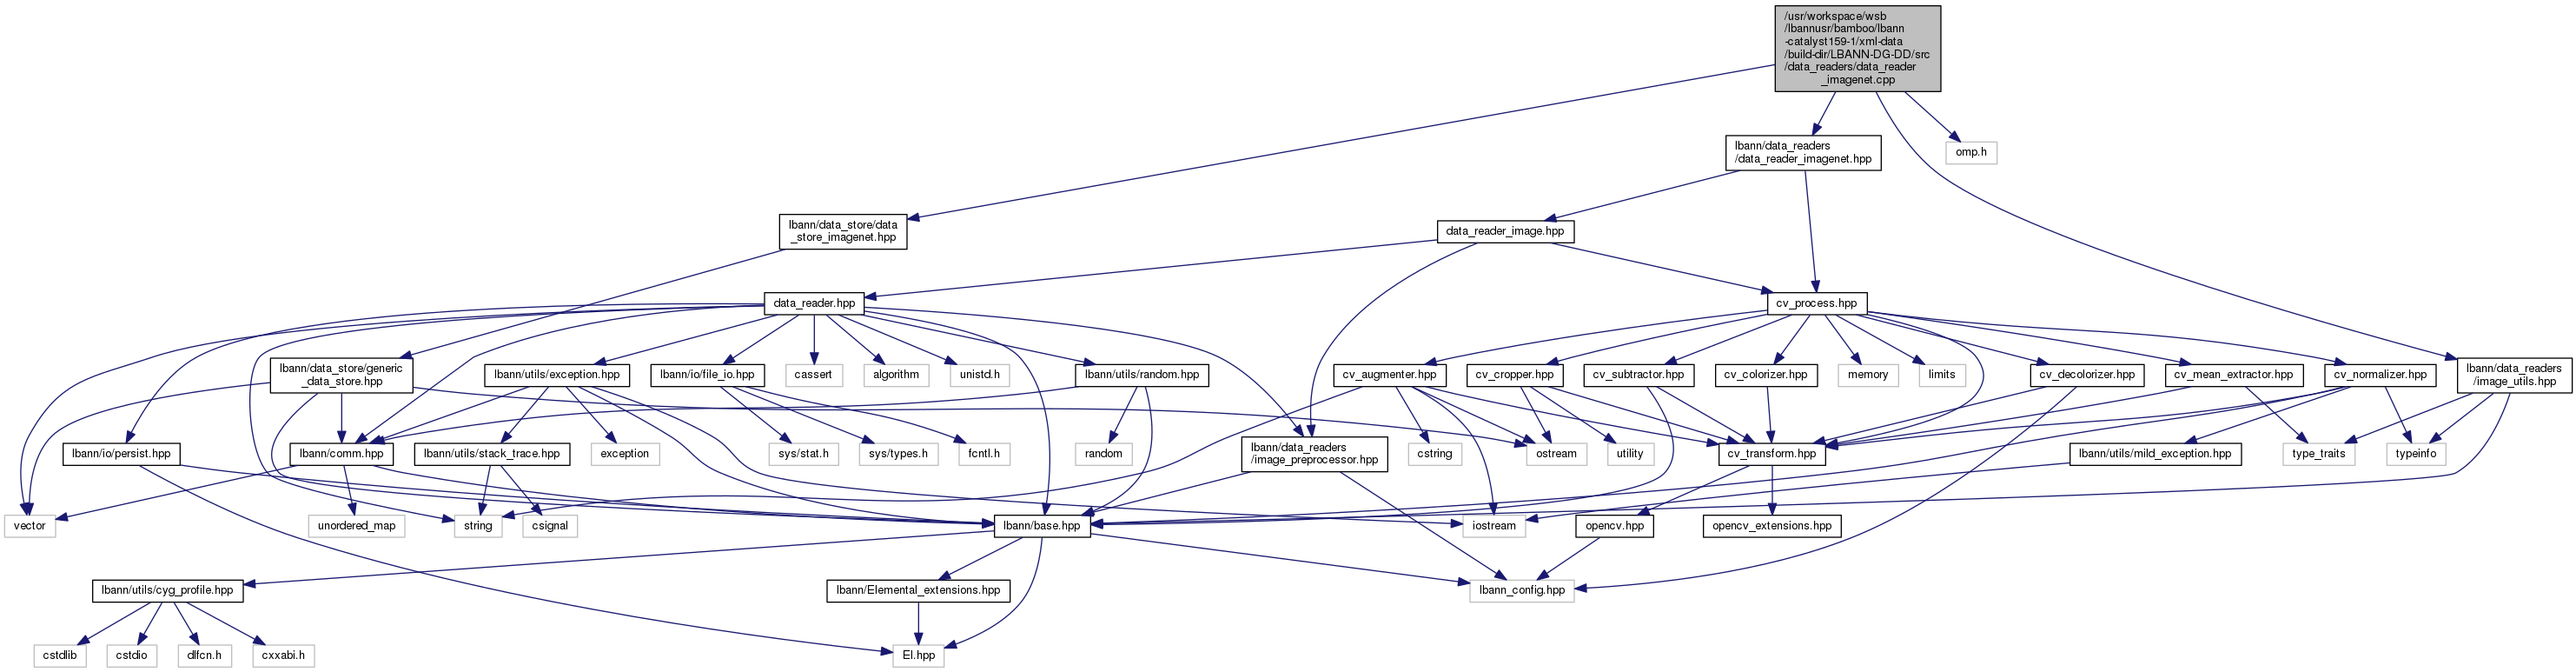 /usr/workspace/wsb
/lbannusr/bamboo/lbann
-catalyst159-1/xml-data
/build-dir/LBANN-DG-DD/src
/data_readers/data_reader
_imagenet.cpp
lbann/data_readers
/data_reader_imagenet.hpp
omp.h
lbann/data_store/data
_store_imagenet.hpp
data_reader_image.hpp
data_reader.hpp
cv_process.hpp
lbann/data_store/generic
_data_store.hpp
lbann/utils/exception.hpp
lbann/io/file_io.hpp
cassert
algorithm
unistd.h
lbann/utils/random.hpp
cv_augmenter.hpp
cv_cropper.hpp
cv_subtractor.hpp
cv_colorizer.hpp
memory
limits
cv_decolorizer.hpp
cv_mean_extractor.hpp
cv_normalizer.hpp
lbann/data_readers
/image_utils.hpp
lbann/io/persist.hpp
lbann/comm.hpp
lbann/utils/stack_trace.hpp
exception
sys/stat.h
sys/types.h
fcntl.h
random
lbann/data_readers
/image_preprocessor.hpp
cstring
ostream
utility
cv_transform.hpp
lbann/utils/mild_exception.hpp
type_traits
typeinfo
vector
unordered_map
string
csignal
lbann/base.hpp
iostream
opencv.hpp
opencv_extensions.hpp
lbann/utils/cyg_profile.hpp
lbann/Elemental_extensions.hpp
lbann_config.hpp
cstdlib
cstdio
dlfcn.h
cxxabi.h
El.hpp